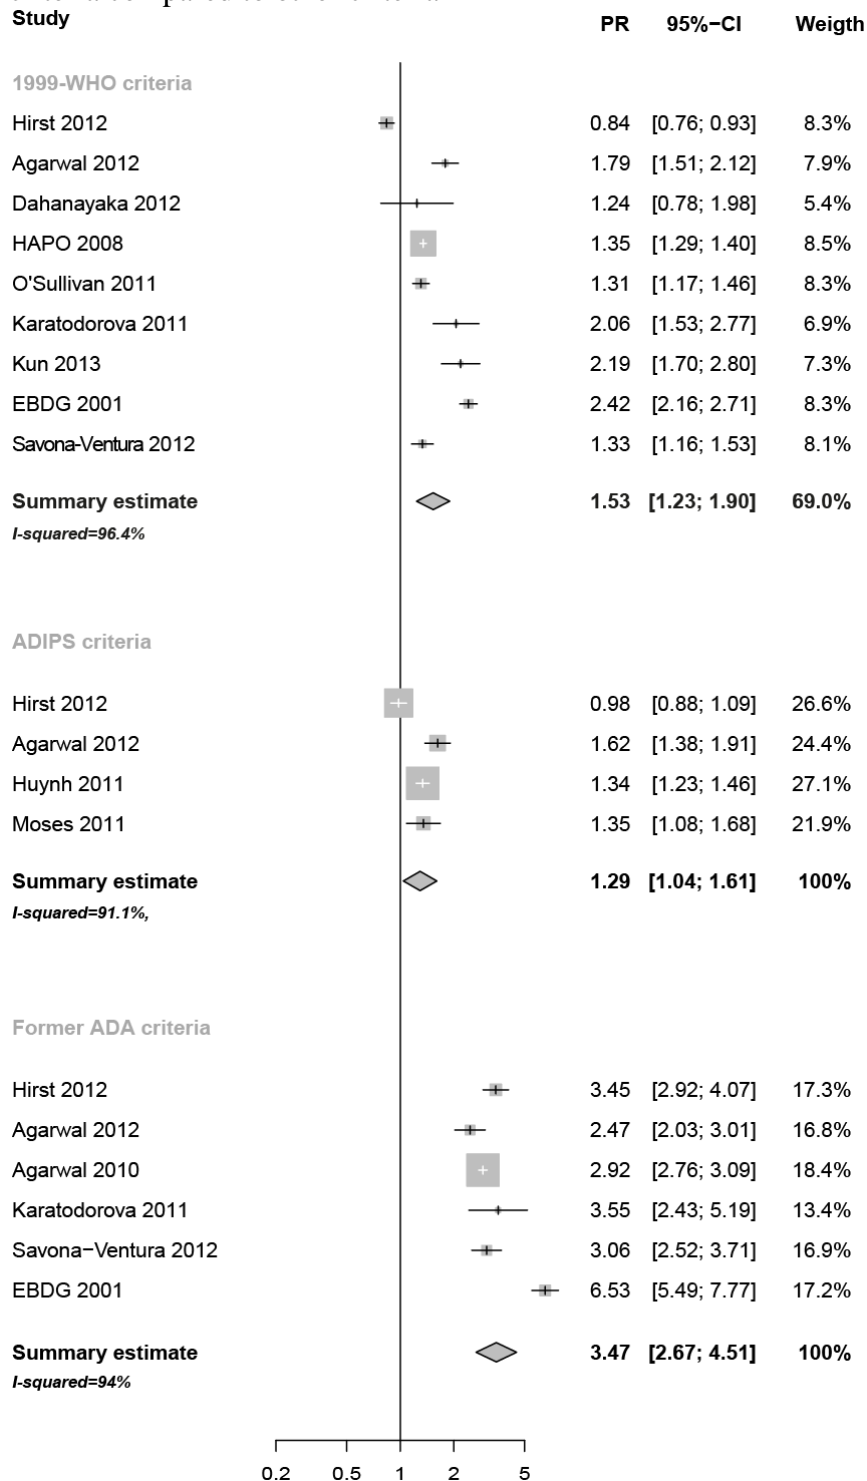 criteria compared to other criteria
Study PR 95%−CI Weigth
1999-WHO criteria
Hirst 2012 0.84 [0.76; 0.93] 8.3%
Agarwal 2012 1.79 [1.51; 2.12] 7.9%
Dahanayaka 2012 1.24 [0.78; 1.98] 5.4%
HAPO 2008 1.35 [1.29; 1.40] 8.5%
O'Sullivan 2011 1.31 [1.17; 1.46] 8.3%
Karatodorova 2011 2.06 [1.53; 2.77] 6.9%
Kun 2013 2.19 [1.70; 2.80] 7.3%
EBDG 2001 2.42 [2.16; 2.71] 8.3%
Savona-Ventura 2012 1.33 [1.16; 1.53] 8.1%
Summary estimate 1.53 [1.23; 1.90] 69.0%
I-squared=96.4%
ADIPS criteria
Hirst 2012 0.98 [0.88; 1.09] 26.6%
Agarwal 2012 1.62 [1.38; 1.91] 24.4%
Huynh 2011 1.34 [1.23; 1.46] 27.1%
Moses 2011 1.35 [1.08; 1.68] 21.9%
Summary estimate 1.29 [1.04; 1.61] 100%
I-squared=91.1%,
Former ADA criteria
Hirst 2012 3.45 [2.92; 4.07] 17.3%
Agarwal 2012 2.47 [2.03; 3.01] 16.8%
Agarwal 2010 2.92 [2.76; 3.09] 18.4%
Karatodorova 2011 3.55 [2.43; 5.19] 13.4%
Savona−Ventura 2012 3.06 [2.52; 3.71] 16.9%
EBDG 2001 6.53 [5.49; 7.77] 17.2%
Summary estimate 3.47 [2.67; 4.51] 100%
I-squared=94%
0.2 0.5 1 2 5